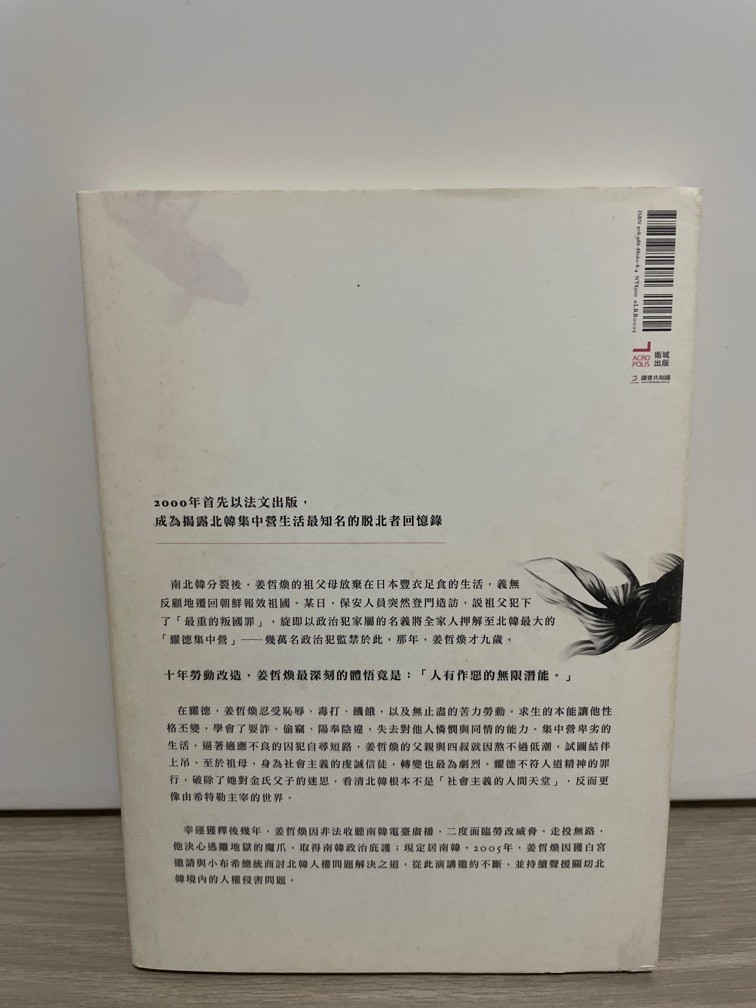 ISBN 978-986-88160-8-4 NT$
0LRB0005
ACRO
POLIS
衛城
出版
讀書共和國
2000年首先以法文出版，
成為揭露北韓集中營生活最知名的脫北者回憶錄
南北韓分裂後，姜哲煥的祖父母放棄在日本豐衣足食的生活，義無
反顧地遷回朝鮮報效祖國。某日，保安人員突然登門造訪，說祖父犯下
了「最重的叛國罪」，旋即以政治犯家屬的名義將全家人押解至北韓最大的
「耀德集中營」——幾萬名政治犯監禁於此。那年，姜哲煥才九歲。
十年勞動改造，姜哲煥最深刻的體悟竟是：「人有作惡的無限潛能。」
在耀德，姜哲煥忍受恥辱、毒打、饑餓，以及無止盡的苦力勞動。求生的本能讓他性
格丕變，學會了耍詐、偷竊、陽奉陰違，失去對他人憐憫與同情的能力。集中營卑劣的
生活，逼著適應不良的囚犯自尋短路，姜哲煥的父親與四叔就因熬不過低潮，試圖結伴
上吊。至於祖母，身為社會主義的虔誠信徒，轉變也最為劇烈。耀德不符人道精神的罪
行，破除了她對金氏父子的迷思，看清北韓根本不是「社會主義的人間天堂」，反而更
像由希特勒主宰的世界。
幸運獲釋後幾年，姜哲煥因非法收聽南韓電臺廣播，二度面臨勞改威脅。走投無路，
他決心逃離地獄的魔爪，取得南韓政治庇護；現定居南韓。2005年，姜哲煥因獲白宮
邀請與小布希總統商討北韓人權問題解決之道，從此演講邀約不斷，並持續聲援關切北
韓境內的人權侵害問題。